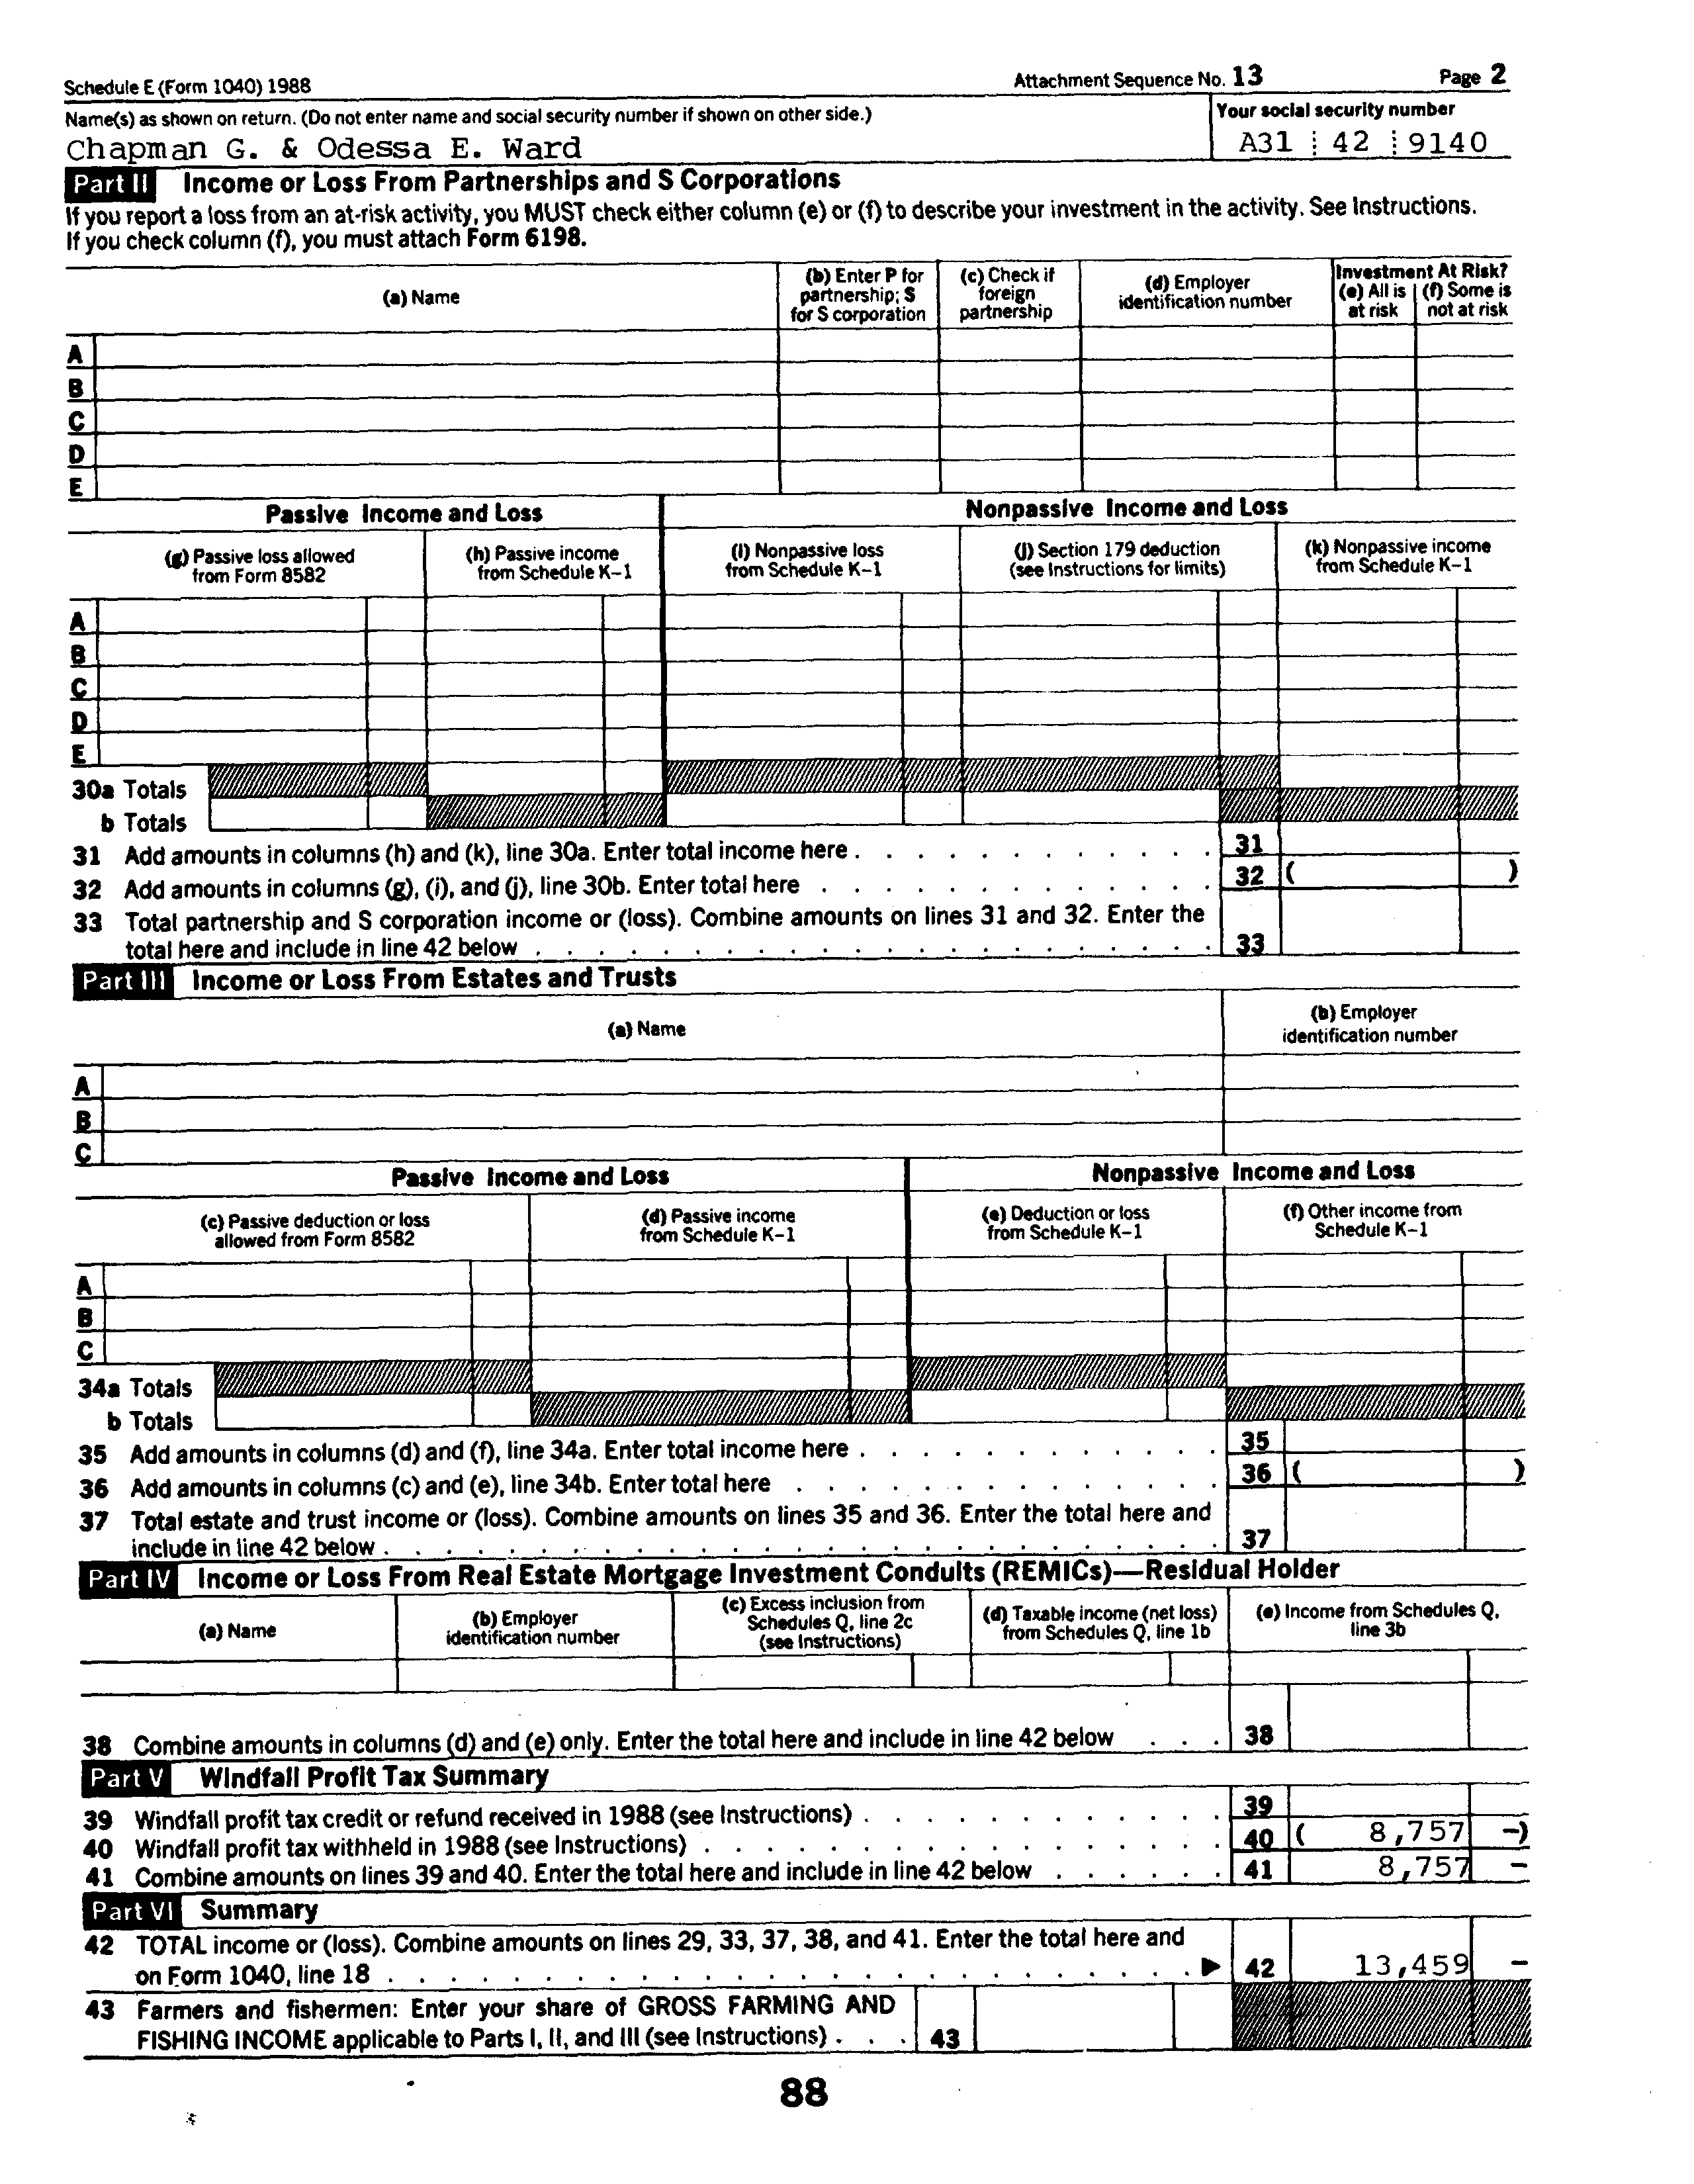 Schedule E (Form 1040) 1988 Attachment Sequence No. 13 Page 2
Name(s) as shown on return. (Do not enter name and social security number if shown on other side.) Your social security number
Chapman G. & Odessa E. Ward A31 42 9140
Part II Income or Loss From Partnerships and S Corporations
If you report a loss from an at-risk activity, you MUST check either column (e) or (f) to describe your investment in the activity. See Instructions.
If you check column (f), you must attach Form 6198.
(a) Name
(b) Enter P for partnership; S for S corporation
(c) Check if foreign partnership
(d) Employer identification number
Investment At Risk?
(e) All is at risk
(f) Some is not at risk
A
B
C
D
E
Passive Income and Loss Nonpassive Income and Loss
(g) Passive loss allowed from Form 8582
(h) Passive income from Schedule K-1
(i) Nonpassive loss from Schedule K-1
(j) Section 179 deduction (see Instructions for limits)
(k) Nonpassive income from Schedule K-1
A
B
C
D
E
30a Totals
b Totals
31 Add amounts in columns (h) and (k), line 30a. Enter total income here . . . 31
32 Add amounts in columns (g), (i), and (j), line 30b. Enter total here . . . 32 ( )
33 Total partnership and S corporation income or (loss). Combine amounts on lines 31 and 32. Enter the
total here and include in line 42 below . . . 33
Part III Income or Loss From Estates and Trusts
(a) Name
(b) Employer identification number
A
B
C
Passive Income and Loss Nonpassive Income and Loss
(c) Passive deduction or loss allowed from Form 8582
(d) Passive income from Schedule K-1
(e) Deduction or loss from Schedule K-1
(f) Other income from Schedule K-1
A
B
C
34a Totals
b Totals
35 Add amounts in columns (d) and (f), line 34a. Enter total income here . . . 35
36 Add amounts in columns (c) and (e), line 34b. Enter total here . . . 36 ( )
37 Total estate and trust income or (loss). Combine amounts on lines 35 and 36. Enter the total here and
include in line 42 below . . . 37
Part IV Income or Loss From Real Estate Mortgage Investment Conduits (REMICs)—Residual Holder
(a) Name
(b) Employer identification number
(c) Excess inclusion from Schedules Q, line 2c (see Instructions)
(d) Taxable income (net loss) from Schedules Q, line 1b
(e) Income from Schedules Q, line 3b
38 Combine amounts in columns (d) and (e) only. Enter the total here and include in line 42 below . . . 38
Part V Windfall Profit Tax Summary
39 Windfall profit tax credit or refund received in 1988 (see Instructions) . . . 39
40 Windfall profit tax withheld in 1988 (see Instructions) . . . 40 ( 8,757 -)
41 Combine amounts on lines 39 and 40. Enter the total here and include in line 42 below . . . 41 8,757 -
Part VI Summary
42 TOTAL income or (loss). Combine amounts on lines 29, 33, 37, 38, and 41. Enter the total here and
on Form 1040, line 18 . . . ▶ 42 13,459 -
43 Farmers and fishermen: Enter your share of GROSS FARMING AND
FISHING INCOME applicable to Parts I, II, and III (see Instructions) . . . 43
88